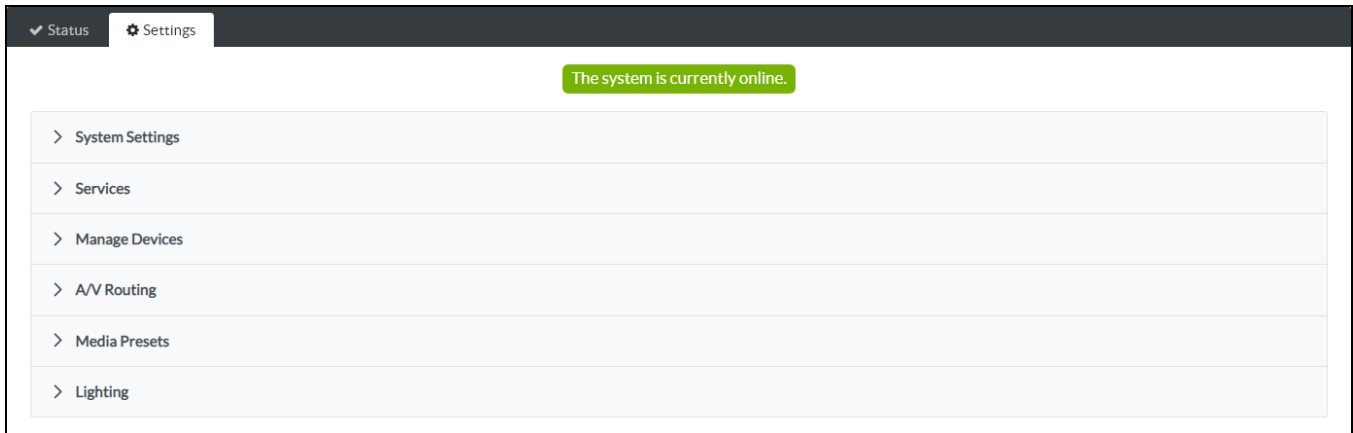 Status Settings
The system is currently online.
System Settings
Services
Manage Devices
A/V Routing
Media Presets
Lighting